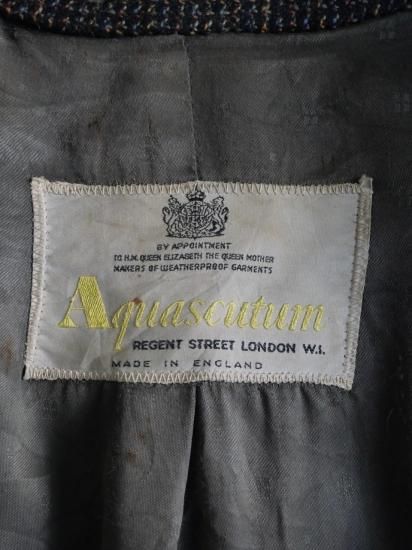 BY APPOINTMENT
TO H.M. QUEEN ELIZABETH THE QUEEN MOTHER
MAKERS OF WEATHERPROOF GARMENTS
Aquascutum
REGENT STREET LONDON W.1.
MADE IN ENGLAND